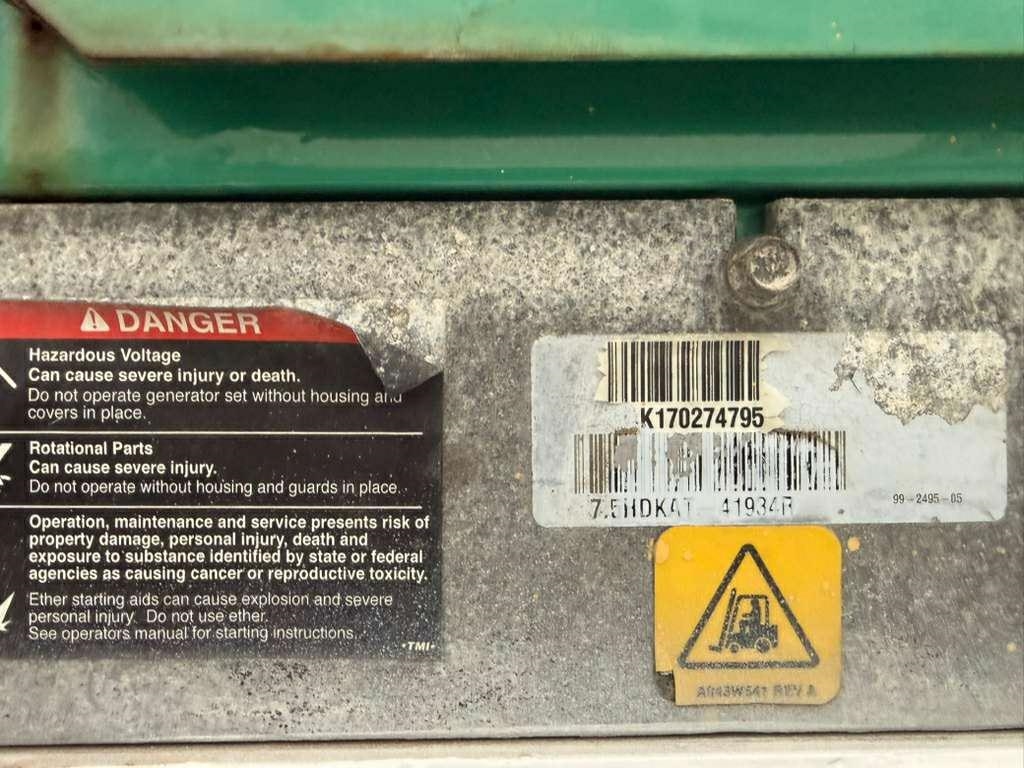 DANGER
Hazardous Voltage
Can cause severe injury or death.
Do not operate generator set without housing and
covers in place.
Rotational Parts
Can cause severe injury.
Do not operate without housing and guards in place.
Operation, maintenance and service presents risk of
property damage, personal injury, death and
exposure to substance identified by state or federal
agencies as causing cancer or reproductive toxicity.
Ether starting aids can cause explosion and severe
personal injury. Do not use ether.
See operators manual for starting instructions.
•TMI•
K170274795
7.5HDKAT 41934R
99-2495-05
REV A